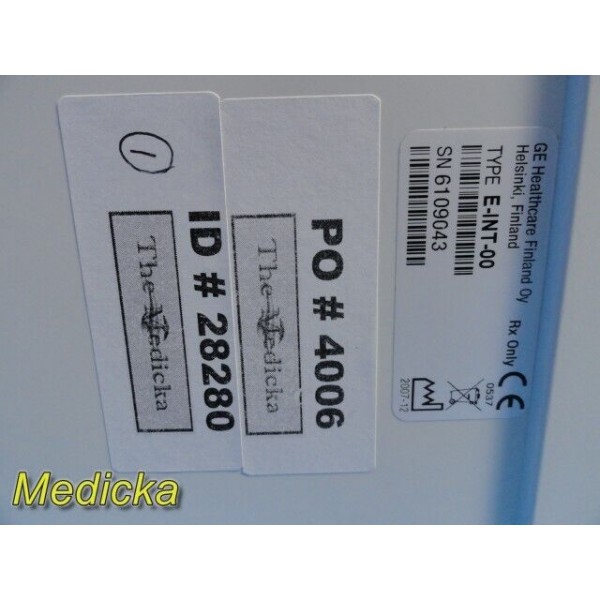 1
ID # 28280
The Medicka
PO # 4006
The Medicka
GE Healthcare Finland Oy
Helsinki, Finland
Rx Only
TYPE E-INT-00
SN 6109043
CE
0537
2007-12
Medicka